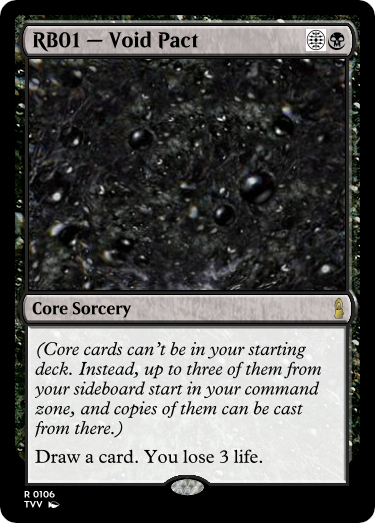 RB01 — Void Pact
Core Sorcery
(Core cards can't be in your starting
deck. Instead, up to three of them from
your sideboard start in your command
zone, and copies of them can be cast
from there.)
Draw a card. You lose 3 life.
R 0106
TVV